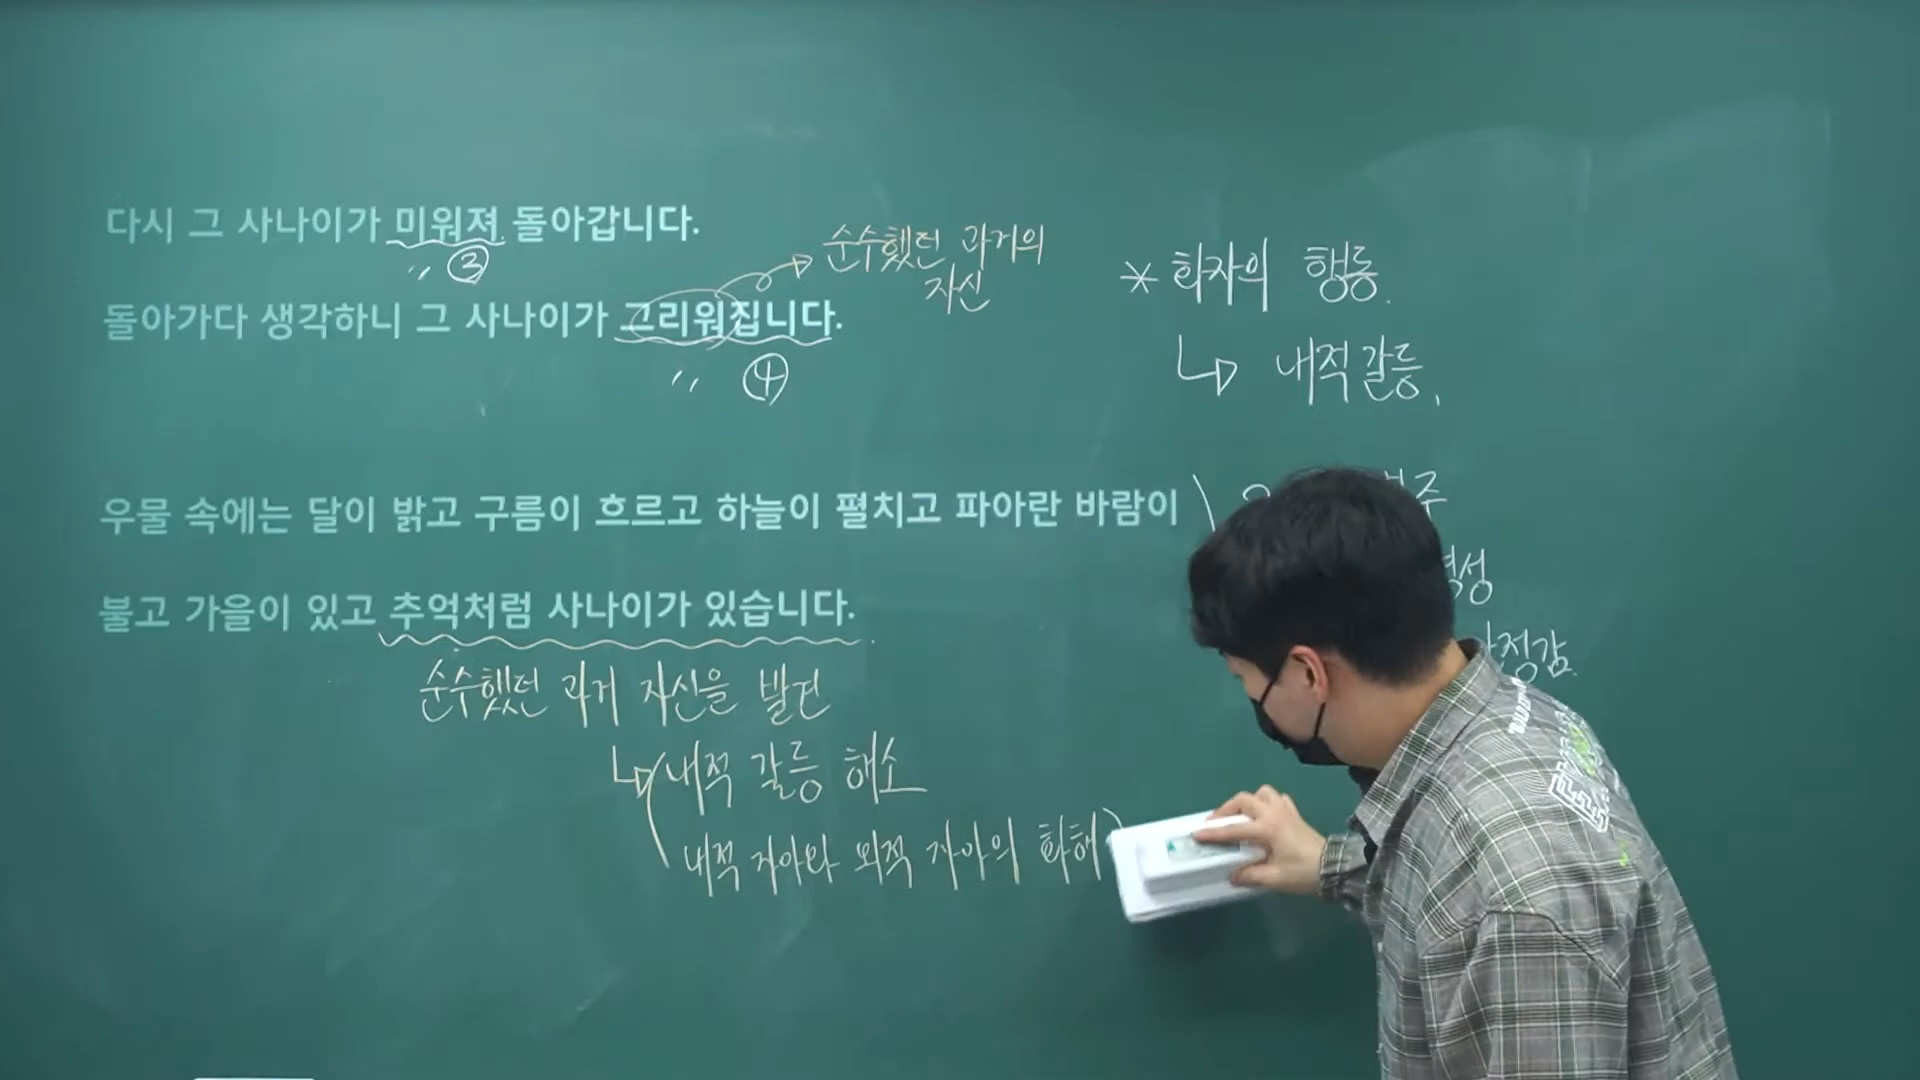 다시 그 사나이가 미워져 돌아갑니다.
〃 ③
순수했던 과거의
자신
돌아가다 생각하니 그 사나이가 그리워집니다.
〃 ④
* 화자의 행동.
내적갈등.
우물 속에는 달이 밝고 구름이 흐르고 하늘이 펼치고 파아란 바람이
불고 가을이 있고 추억처럼 사나이가 있습니다.
순수했던 과거 자신을 발견
내적 갈등 해소
내적 자아와 외적 자아의 화해